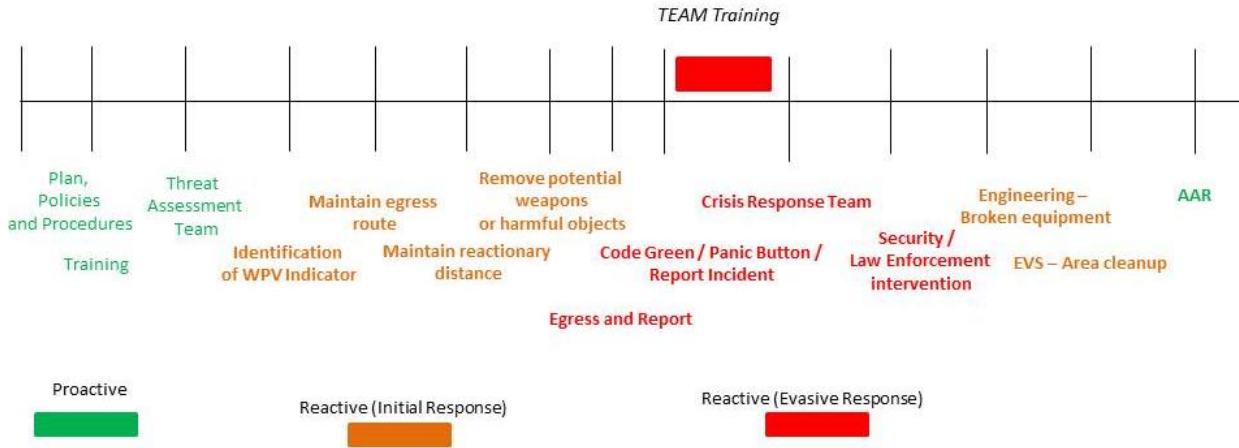 TEAM Training
Plan,
Policies
and Procedures
Training
Threat
Assessment
Team
Identification
of WPV Indicator
Maintain egress
route
Maintain reactionary
distance
Remove potential
weapons
or harmful objects
Egress and Report
Code Green / Panic Button /
Report Incident
Crisis Response Team
Security /
Law Enforcement
intervention
Engineering –
Broken equipment
EVS – Area cleanup
AAR
Proactive
Reactive (Initial Response)
Reactive (Evasive Response)